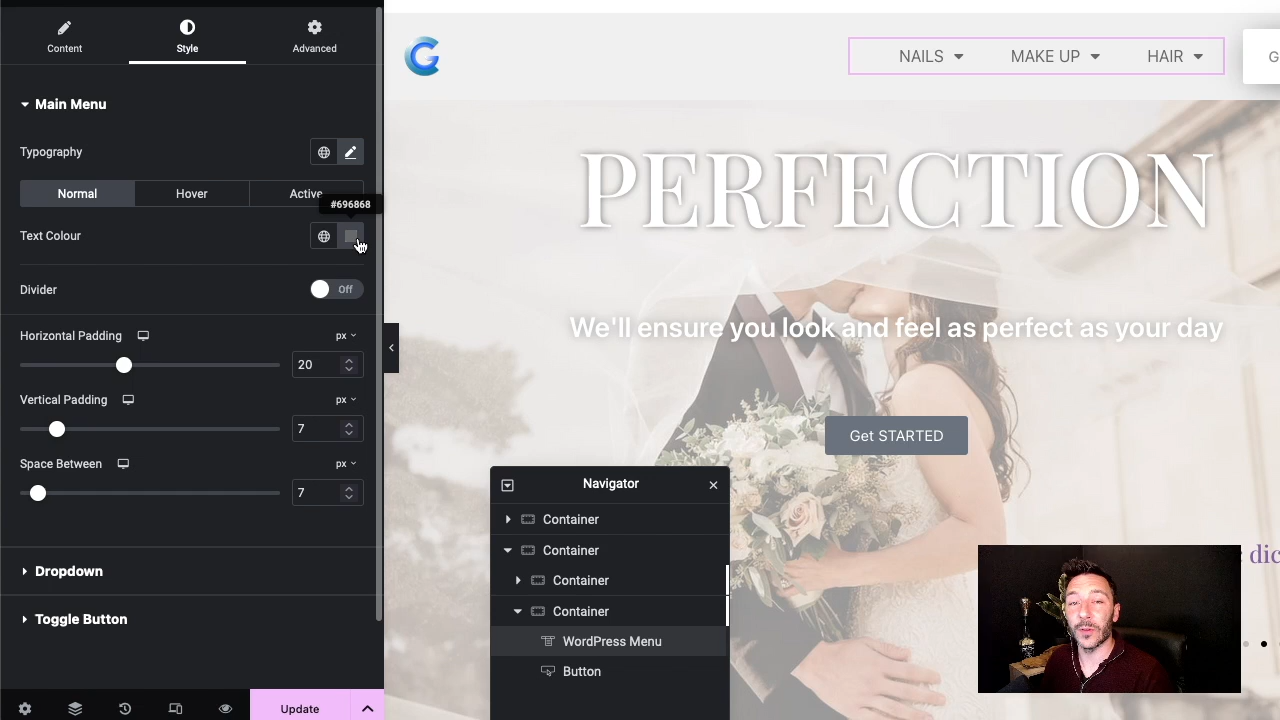 Content
Style
Advanced
Main Menu
Typography
Normal
Hover
Active
#696868
Text Colour
Divider
Off
Horizontal Padding
px
20
Vertical Padding
px
7
Space Between
px
7
Dropdown
Toggle Button
Update
G
NAILS
MAKE UP
HAIR
G
PERFECTION
We'll ensure you look and feel as perfect as your day
Get STARTED
Navigator
Container
Container
Container
Container
WordPress Menu
Button
dic